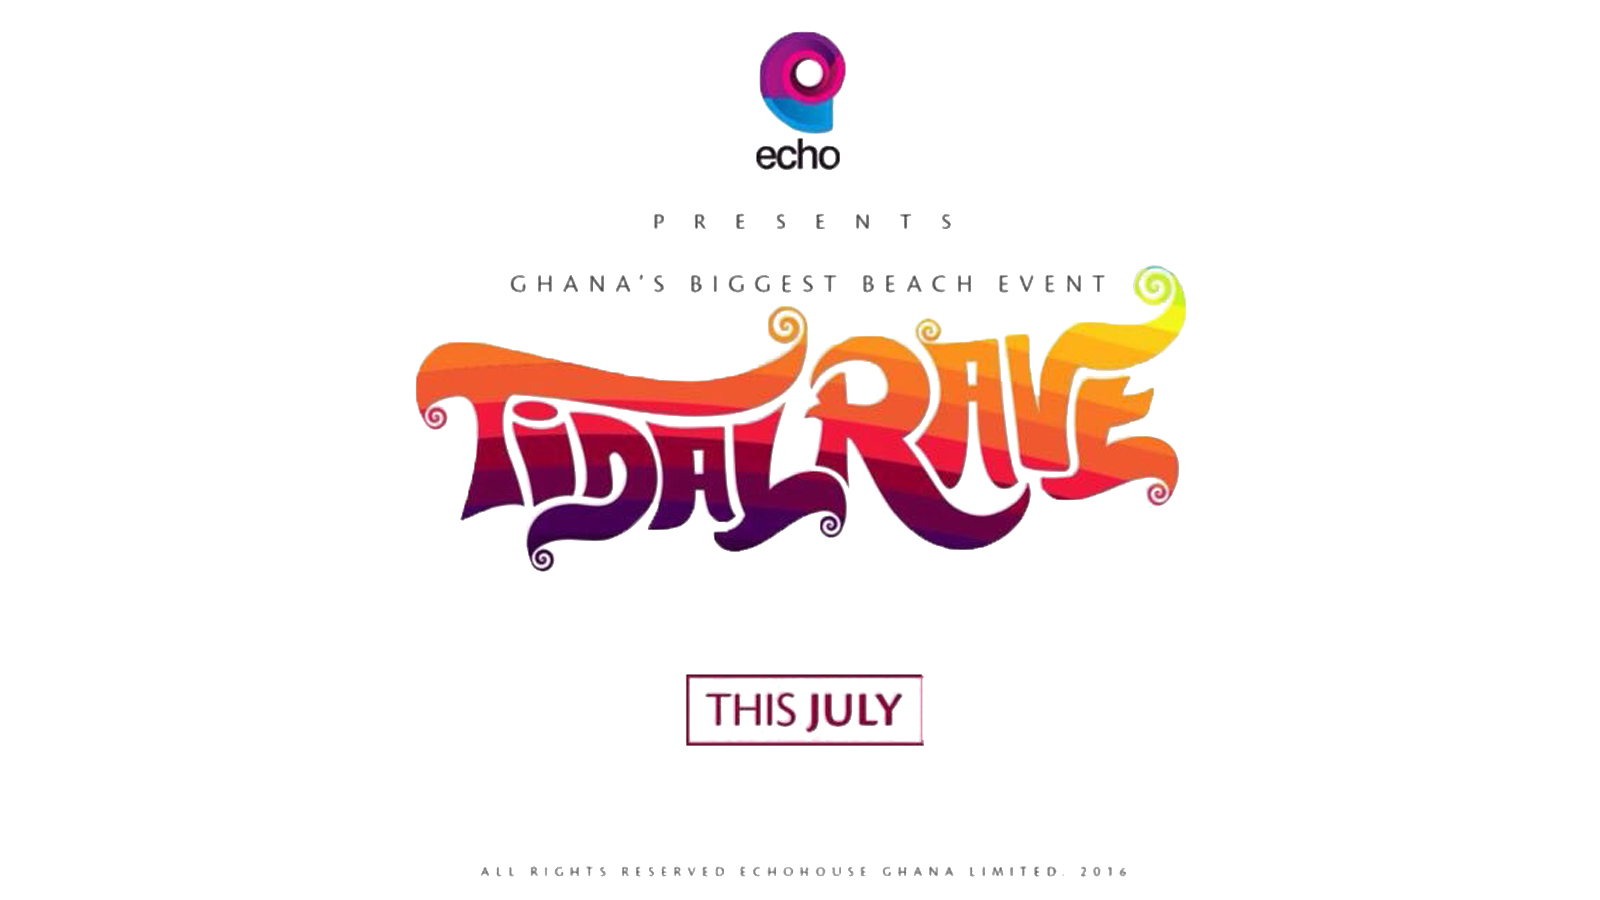 echo
PRESENTS
GHANA'S BIGGEST BEACH EVENT
TiDAL RAVE
THIS JULY
ALL RIGHTS RESERVED ECHOHOUSE GHANA LIMITED. 2016